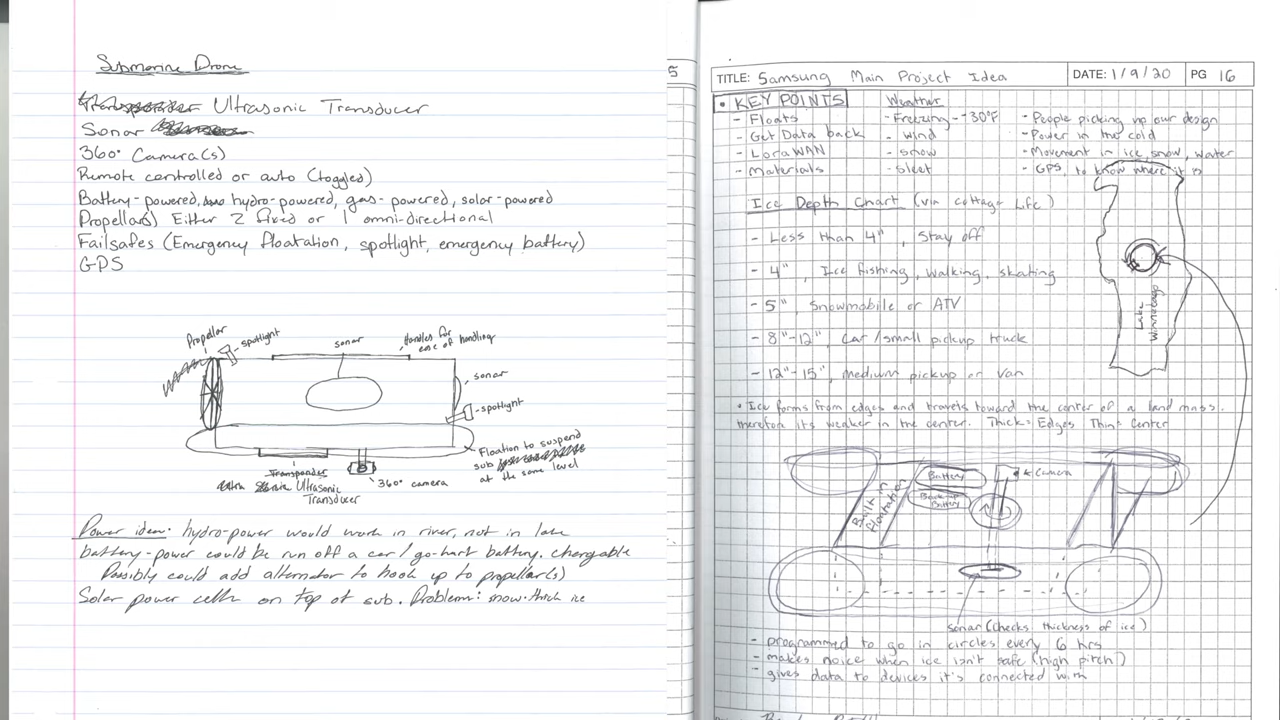 Submarine Drone
Ultrasonic Transducer
Sonar
360° Camera(s)
Remote controlled or auto (toggled)
Battery-powered, hydro-powered, gas-powered, solar-powered
Propellar(s) Either 2 fixed or 1 omni-directional
Failsafes (Emergency floatation, spotlight, emergency battery)
GPS
Propellar
spotlight
sonar
Handles for
ease of handling
sonar
spotlight
Floation to suspend
sub
at the same level
360° camera
Transponder
Ultrasonic
Transducer
Power idea: hydro-power would work in river, not in lake
battery-power could be run off a car/go-kart battery. chargable
Possibly could add alternator to hook up to propellar(s)
Solar power cells on top of sub. Problem: snow-thick ice
5
TITLE: Samsung Main Project Idea DATE: 1/9/20 PG 16
• KEY POINTS
- Floats
- Get Data back
- LoraWAN
- Materials
Weather
- Freezing - -30°F
- wind
- snow
- sleet
- People picking up our design
- Power in the cold
- Movement in ice, snow, water
- GPS, to know where it is
Ice Depth Chart (via cottage Life)
- Less than 4", Stay off
- 4", Ice fishing, walking, skating
- 5", Snowmobile or ATV
- 8"-12", Car/small pickup truck
- 12"-15", medium pickup or van
Lake
Winnebago
• Ice forms from edges and travels toward the center of a land mass.
therefor its weaker in the center. Thick=Edges Thin=Center
Built in
floatation
Battery
Back-up
Battery
Camera
sonar (Checks thickness of ice)
- programmed to go in circles every 6 hrs
- makes noice when ice isn't safe (high pitch)
- gives data to devices it's connected with